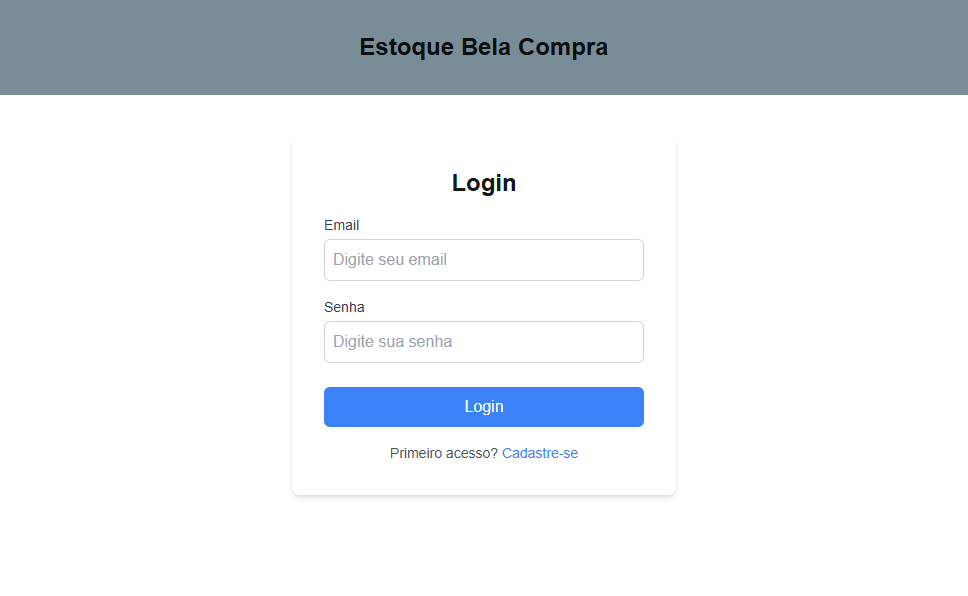 Estoque Bela Compra
Login
Email
Digite seu email
Senha
Digite sua senha
Login
Primeiro acesso? Cadastre-se